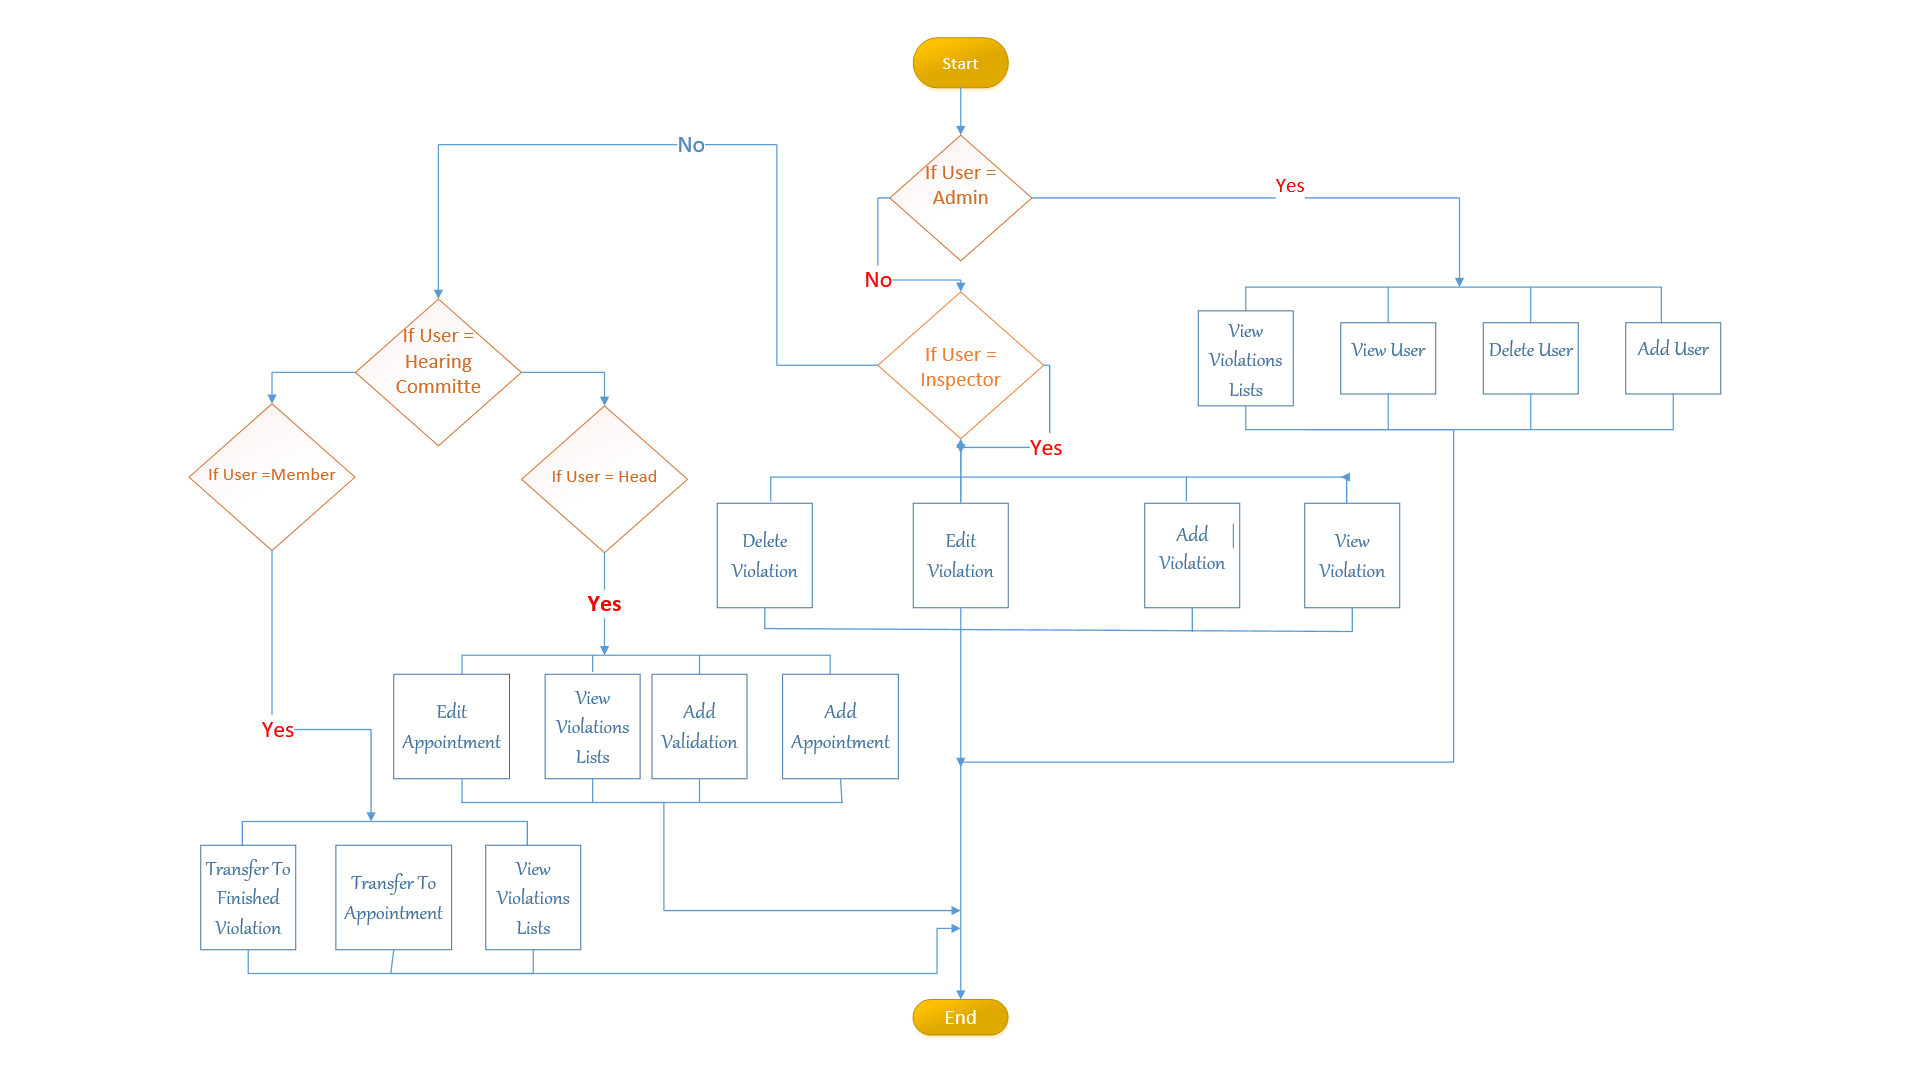 Start
No
If User =
Admin
Yes
No
If User =
Hearing
Committe
If User =
Inspector
View
Violations
Lists
View User
Delete User
Add User
Yes
If User =Member
If User = Head
Delete
Violation
Edit
Violation
Add
Violation
View
Violation
Yes
Edit
Appointment
View
Violations
Lists
Add
Validation
Add
Appointment
Yes
Transfer To
Finished
Violation
Transfer To
Appointment
View
Violations
Lists
End